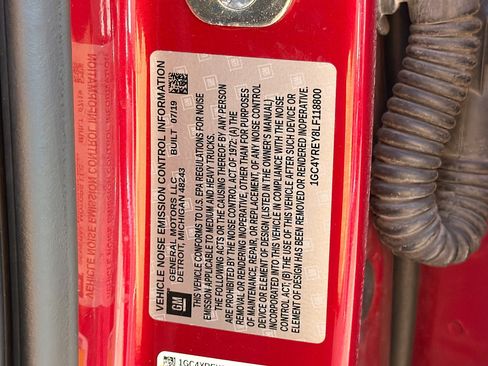 VEHICLE NOISE EMISSION CONTROL INFORMATION
GENERAL MOTORS LLC BUILT 07/19
DETROIT, MICHIGAN 48243
GM
THIS VEHICLE CONFORMS TO U.S. EPA REGULATIONS FOR NOISE
EMISSION APPLICABLE TO MEDIUM AND HEAVY TRUCKS.
THE FOLLOWING ACTS OR THE CAUSING THEREOF BY ANY PERSON
ARE PROHIBITED BY THE NOISE CONTROL ACT OF 1972: (A) THE
REMOVAL OR RENDERING INOPERATIVE, OTHER THAN FOR PURPOSES
OF MAINTENANCE, REPAIR, OR REPLACEMENT, OF ANY NOISE CONTROL
DEVICE OR ELEMENT OF DESIGN (LISTED IN THE OWNER'S MANUAL)
INCORPORATED INTO THIS VEHICLE IN COMPLIANCE WITH THE NOISE
CONTROL ACT; (B) THE USE OF THIS VEHICLE AFTER SUCH DEVICE OR
ELEMENT OF DESIGN HAS BEEN REMOVED OR RENDERED INOPERATIVE.
1GC4YREY8LF118800